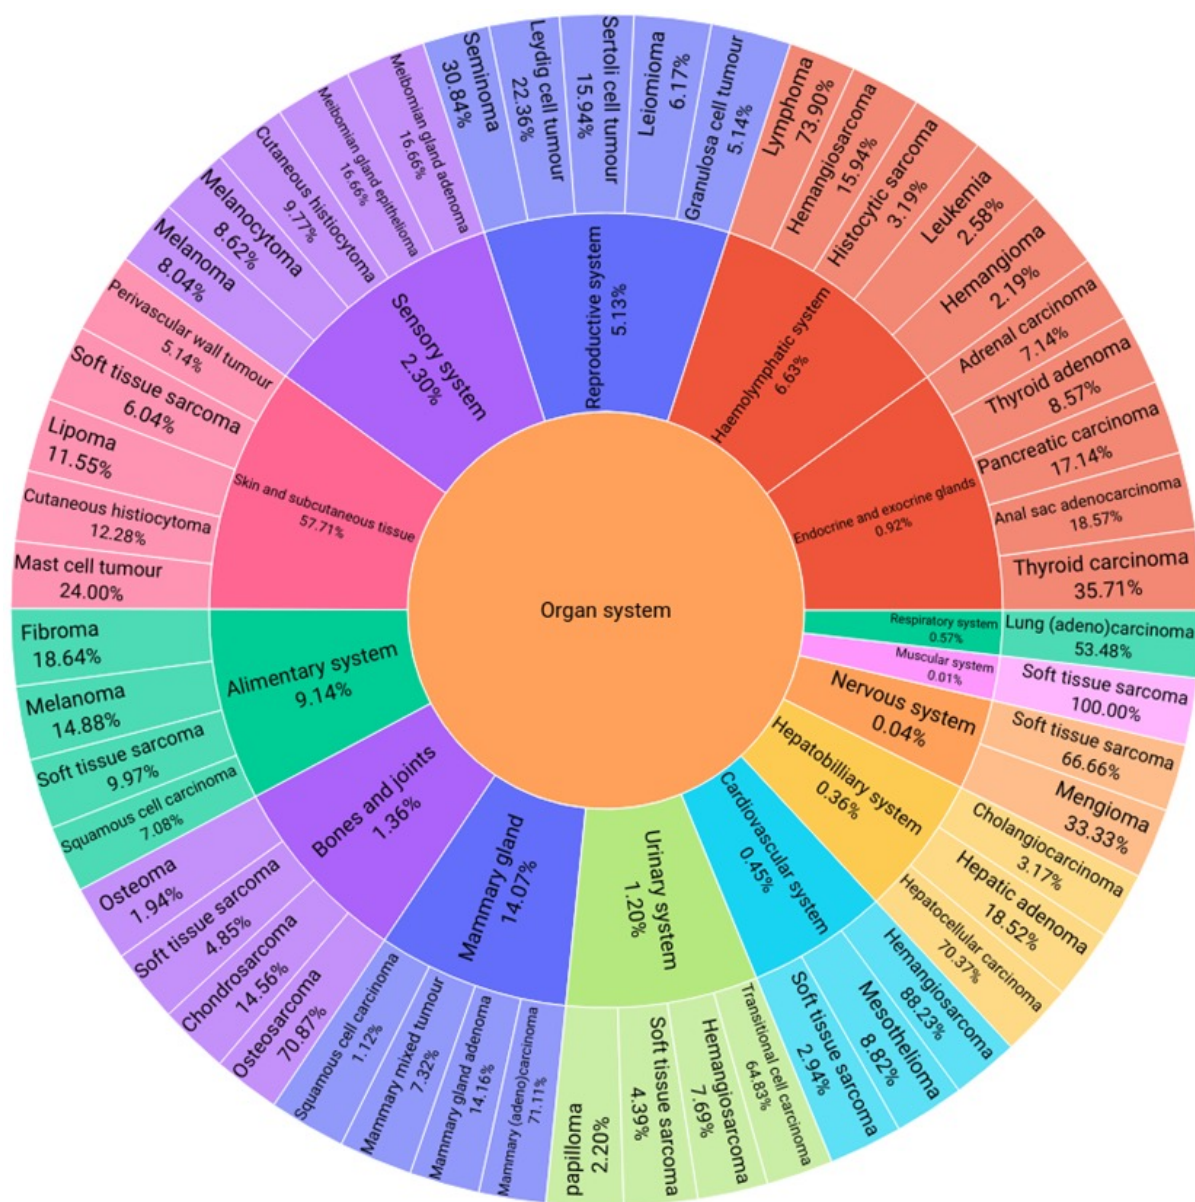 Organ system
Reproductive system
5.13%
Seminoma
30.84%
Leydig cell tumour
22.36%
Sertoli cell tumour
15.94%
Leiomioma
6.17%
Granulosa cell tumour
5.14%
Haemolymphatic system
6.63%
Lymphoma
73.90%
Hemangiosarcoma
15.94%
Histocytic sarcoma
3.19%
Leukemia
2.58%
Hemangioma
2.19%
Endocrine and exocrine glands
0.92%
Adrenal carcinoma
7.14%
Thyroid adenoma
8.57%
Pancreatic carcinoma
17.14%
Anal sac adenocarcinoma
18.57%
Thyroid carcinoma
35.71%
Respiratory system
0.57%
Lung (adeno)carcinoma
53.48%
Muscular system
0.01%
Soft tissue sarcoma
100.00%
Nervous system
0.04%
Soft tissue sarcoma
66.66%
Mengioma
33.33%
Hepatobilliary system
0.36%
Cholangiocarcinoma
3.17%
Hepatic adenoma
18.52%
Hepatocellular carcinoma
70.37%
Cardiovascular system
0.45%
Hemangiosarcoma
88.23%
Mesothelioma
8.82%
Soft tissue sarcoma
2.94%
Urinary system
1.20%
Transitional cell carcinoma
64.83%
Hemangiosarcoma
7.69%
Soft tissue sarcoma
4.39%
papilloma
2.20%
Mammary gland
14.07%
Mammary (adeno)carcinoma
71.11%
Mammary gland adenoma
14.16%
Mammary mixed tumour
7.32%
Squamous cell carcinoma
1.12%
Bones and joints
1.36%
Osteosarcoma
70.87%
Chondrosarcoma
14.56%
Soft tissue sarcoma
4.85%
Osteoma
1.94%
Alimentary system
9.14%
Squamous cell carcinoma
7.08%
Soft tissue sarcoma
9.97%
Melanoma
14.88%
Fibroma
18.64%
Skin and subcutaneous tissue
57.71%
Mast cell tumour
24.00%
Cutaneous histiocytoma
12.28%
Lipoma
11.55%
Soft tissue sarcoma
6.04%
Perivascular wall tumour
5.14%
Sensory system
2.30%
Melanoma
8.04%
Melanocytoma
8.62%
Cutaneous histiocytoma
9.77%
Meibomian gland epithelioma
16.66%
Meibomian gland adenoma
16.66%